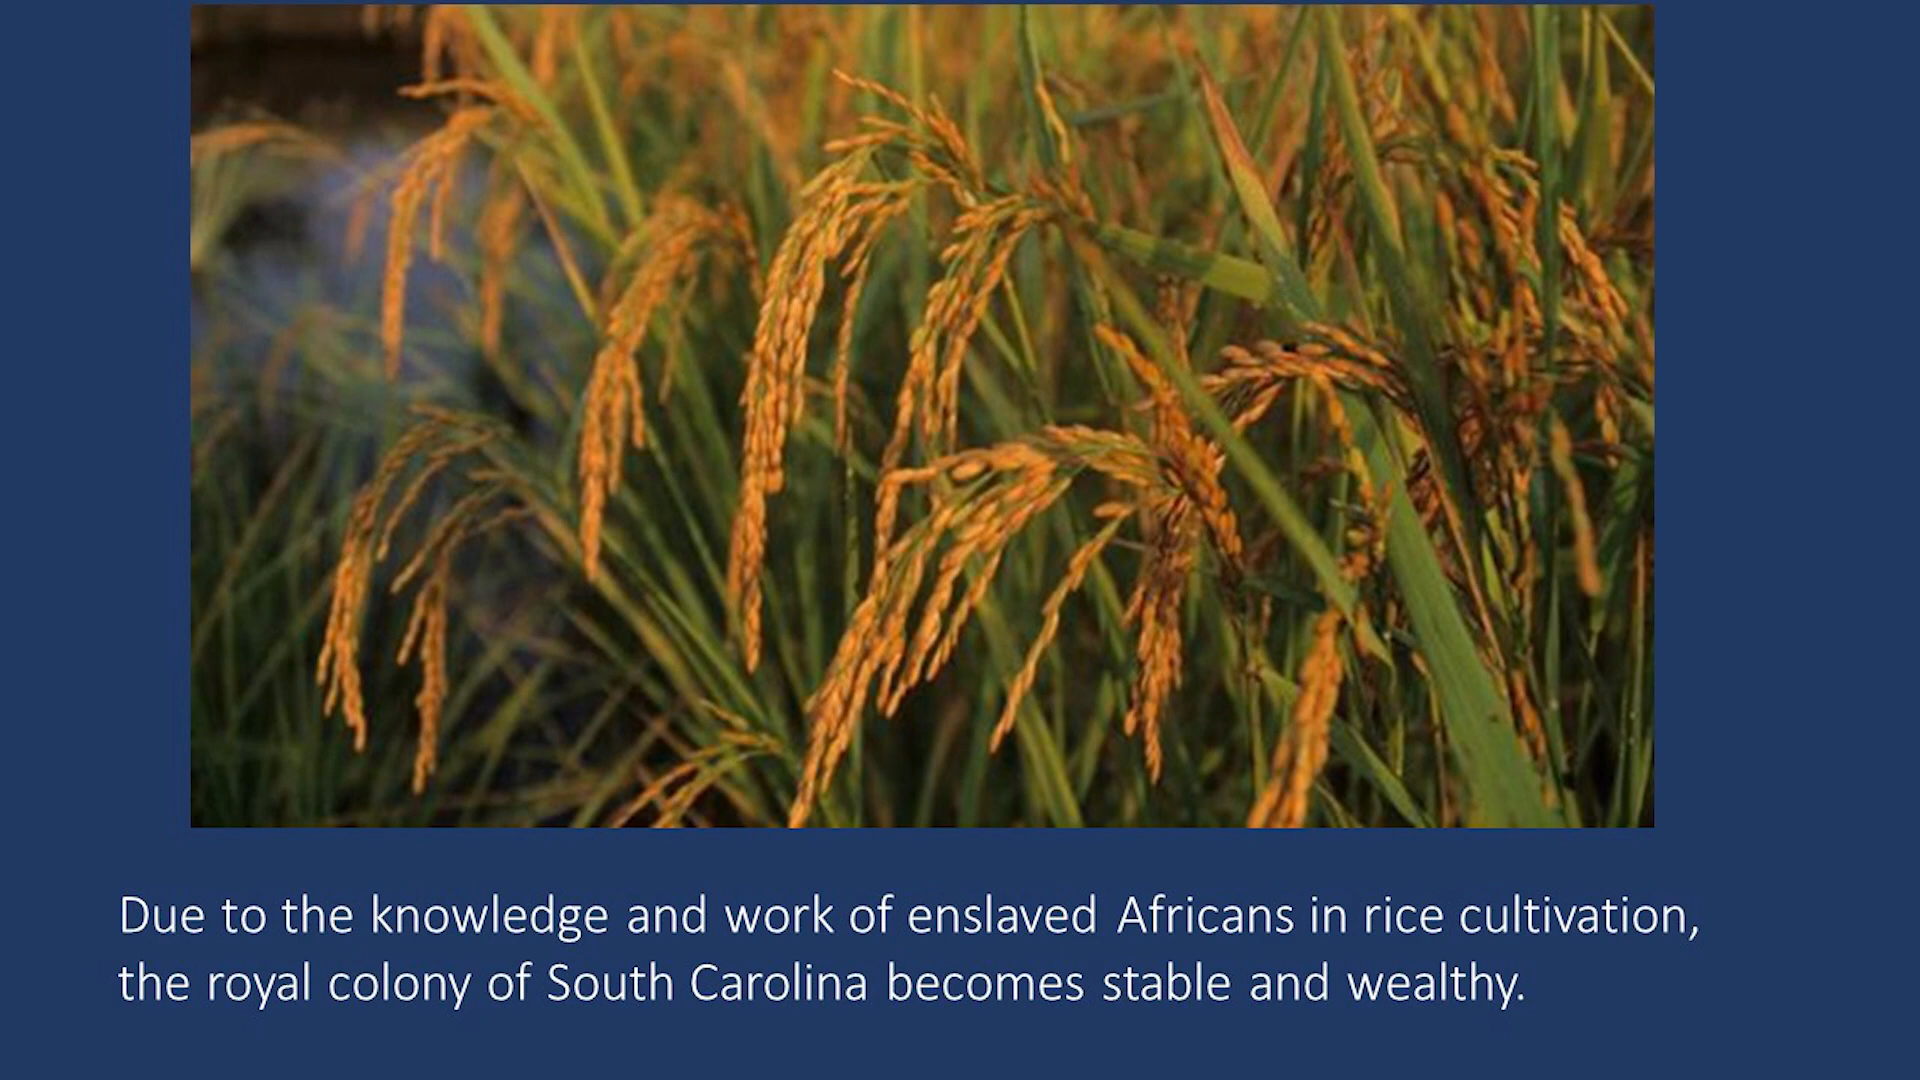 Due to the knowledge and work of enslaved Africans in rice cultivation,
the royal colony of South Carolina becomes stable and wealthy.